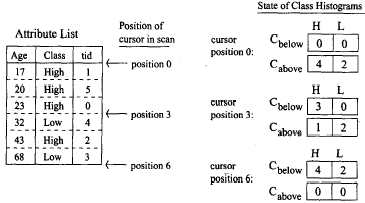 State of Class Histograms
Position of
cursor in scan
Attribute List
Age Class tid
17 High 1
20 High 5
23 High 0
32 Low 4
43 High 2
68 Low 3
position 0
position 3
position 6
cursor
position 0:
H L
Cbelow 0 0
Cabove 4 2
cursor
position 3:
H L
Cbelow 3 0
Cabove 1 2
cursor
position 6:
H L
Cbelow 4 2
Cabove 0 0